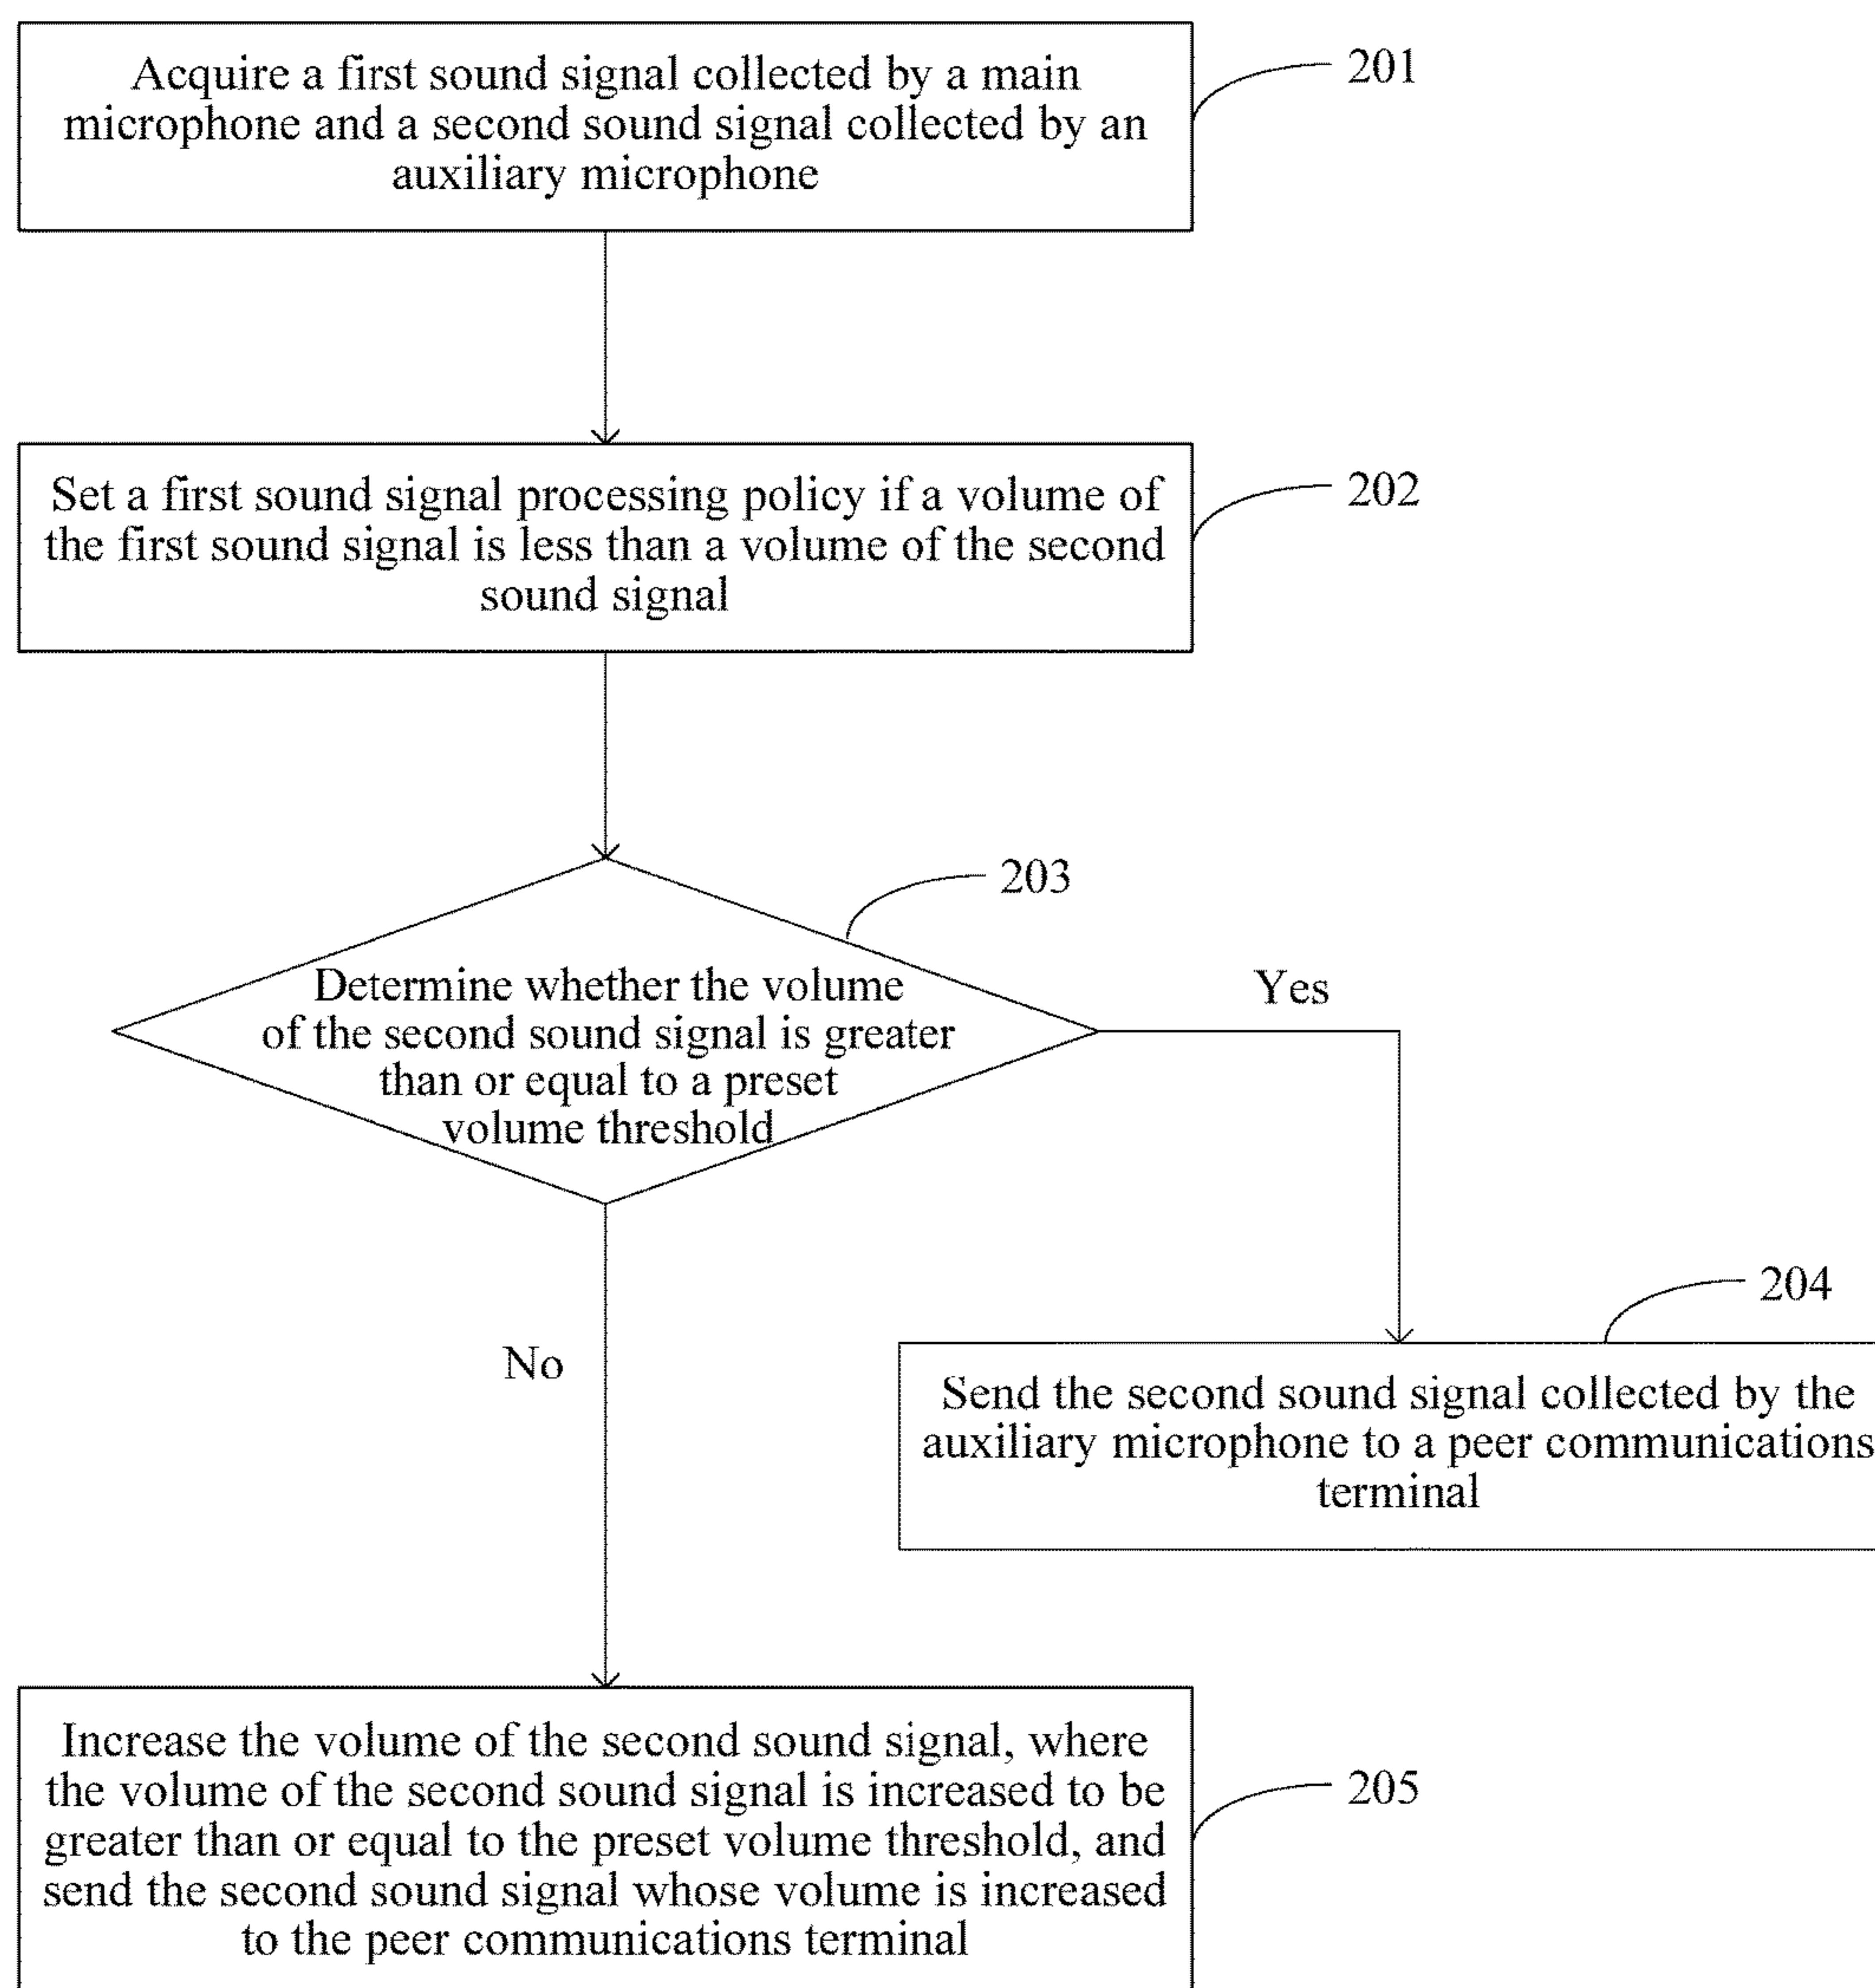 Acquire a first sound signal collected by a main
microphone and a second sound signal collected by an
auxiliary microphone
201
Set a first sound signal processing policy if a volume of
the first sound signal is less than a volume of the second
sound signal
202
203
Determine whether the volume
of the second sound signal is greater
than or equal to a preset
volume threshold
Yes
No
204
Send the second sound signal collected by the
auxiliary microphone to a peer communications
terminal
Increase the volume of the second sound signal, where
the volume of the second sound signal is increased to be
greater than or equal to the preset volume threshold, and
send the second sound signal whose volume is increased
to the peer communications terminal
205